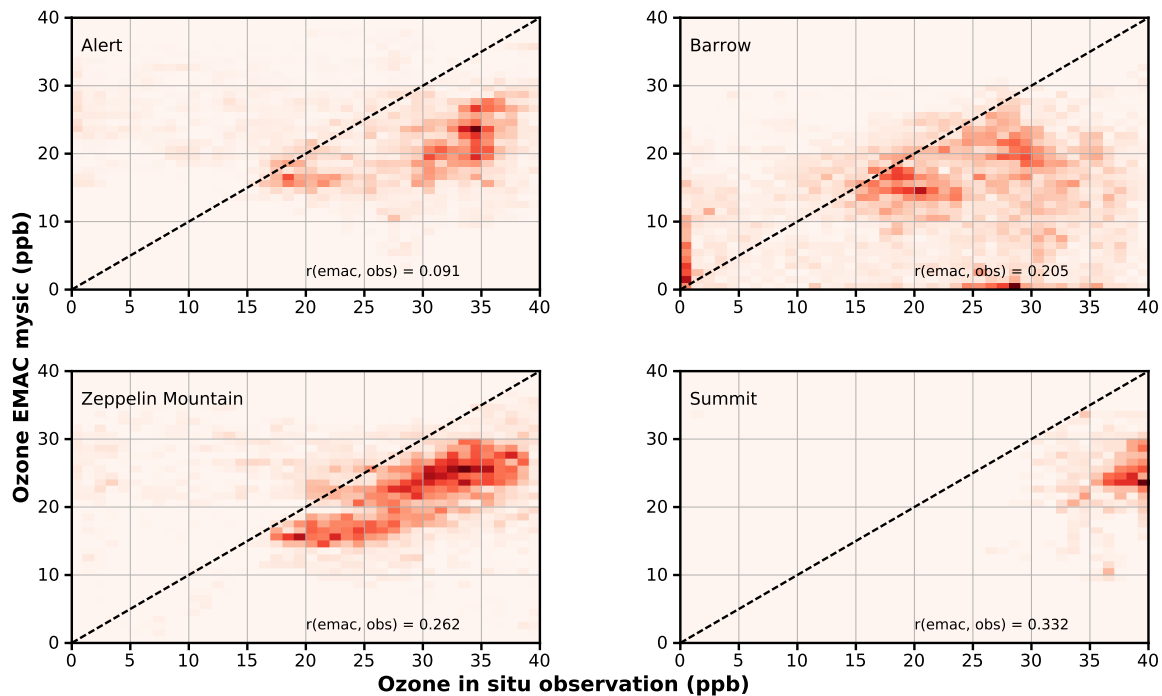 Ozone EMAC mysic (ppb)
Alert
40
30
20
10
0
r(emac, obs) = 0.091
0 5 10 15 20 25 30 35 40
Barrow
40
30
20
10
0
r(emac, obs) = 0.205
0 5 10 15 20 25 30 35 40
Zeppelin Mountain
40
30
20
10
0
r(emac, obs) = 0.262
0 5 10 15 20 25 30 35 40
Summit
40
30
20
10
0
r(emac, obs) = 0.332
0 5 10 15 20 25 30 35 40
Ozone in situ observation (ppb)